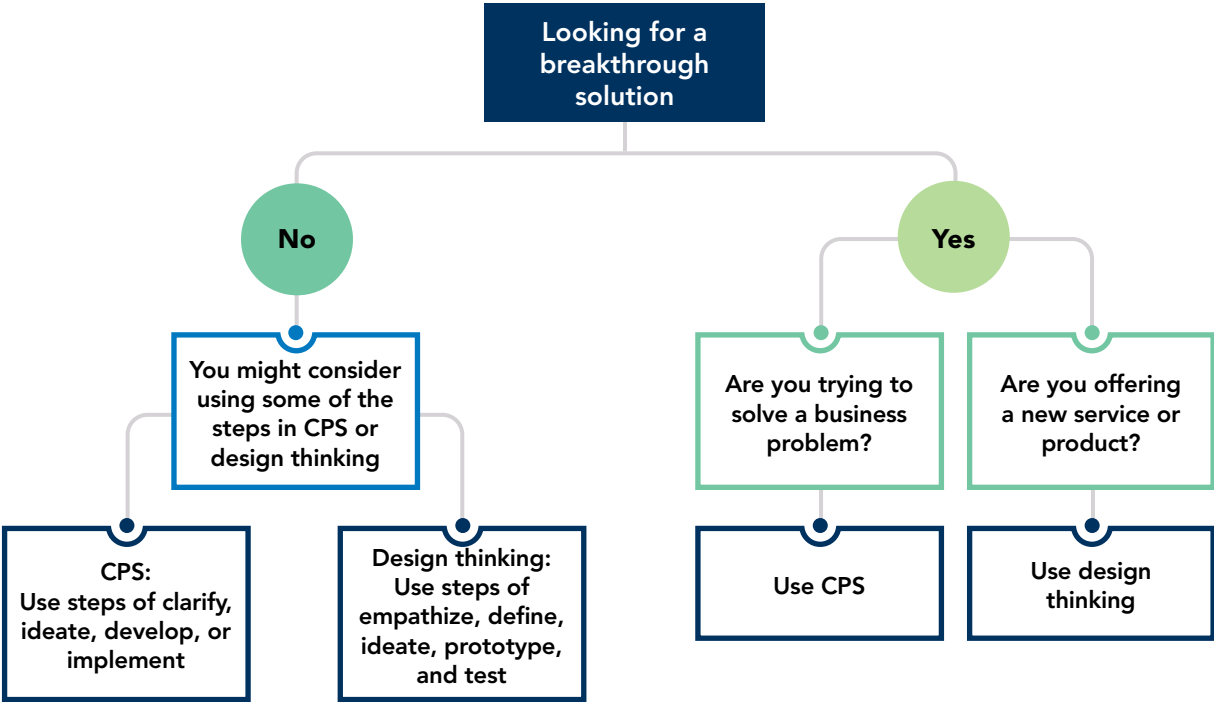 Looking for a
breakthrough
solution
No
Yes
You might consider
using some of the
steps in CPS or
design thinking
Are you trying to
solve a business
problem?
Are you offering
a new service or
product?
CPS:
Use steps of clarify,
ideate, develop, or
implement
Design thinking:
Use steps of
empathize, define,
ideate, prototype,
and test
Use CPS
Use design
thinking